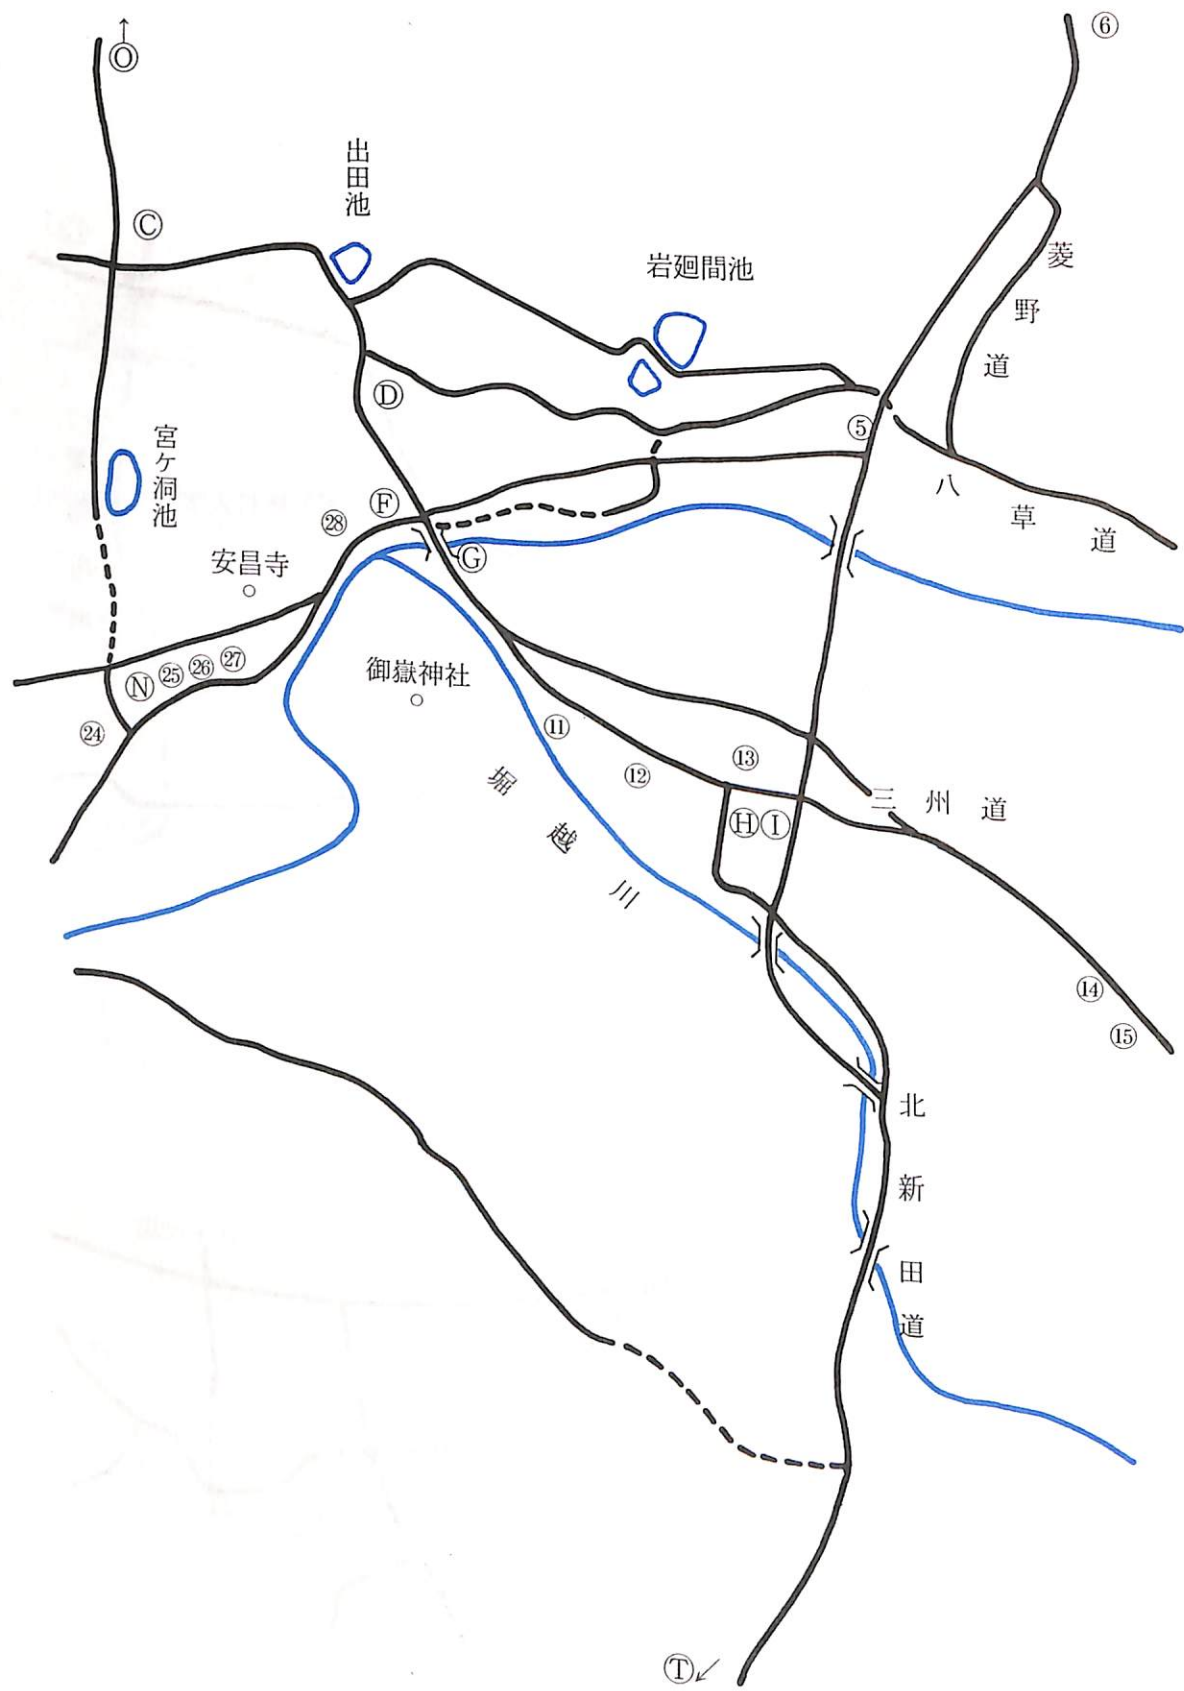 ⑥
↑
Ⓞ
出田池
Ⓒ
菱野道
岩廻間池
Ⓓ
⑤
宮ケ洞池
八草道
Ⓕ
㉘
Ⓖ
安昌寺
御嶽神社
Ⓝ
㉕
㉖
㉗
㉔
⑪
⑫
⑬
堀越川
三州道
Ⓗ
Ⓘ
⑭
⑮
北新田道
Ⓣ↙